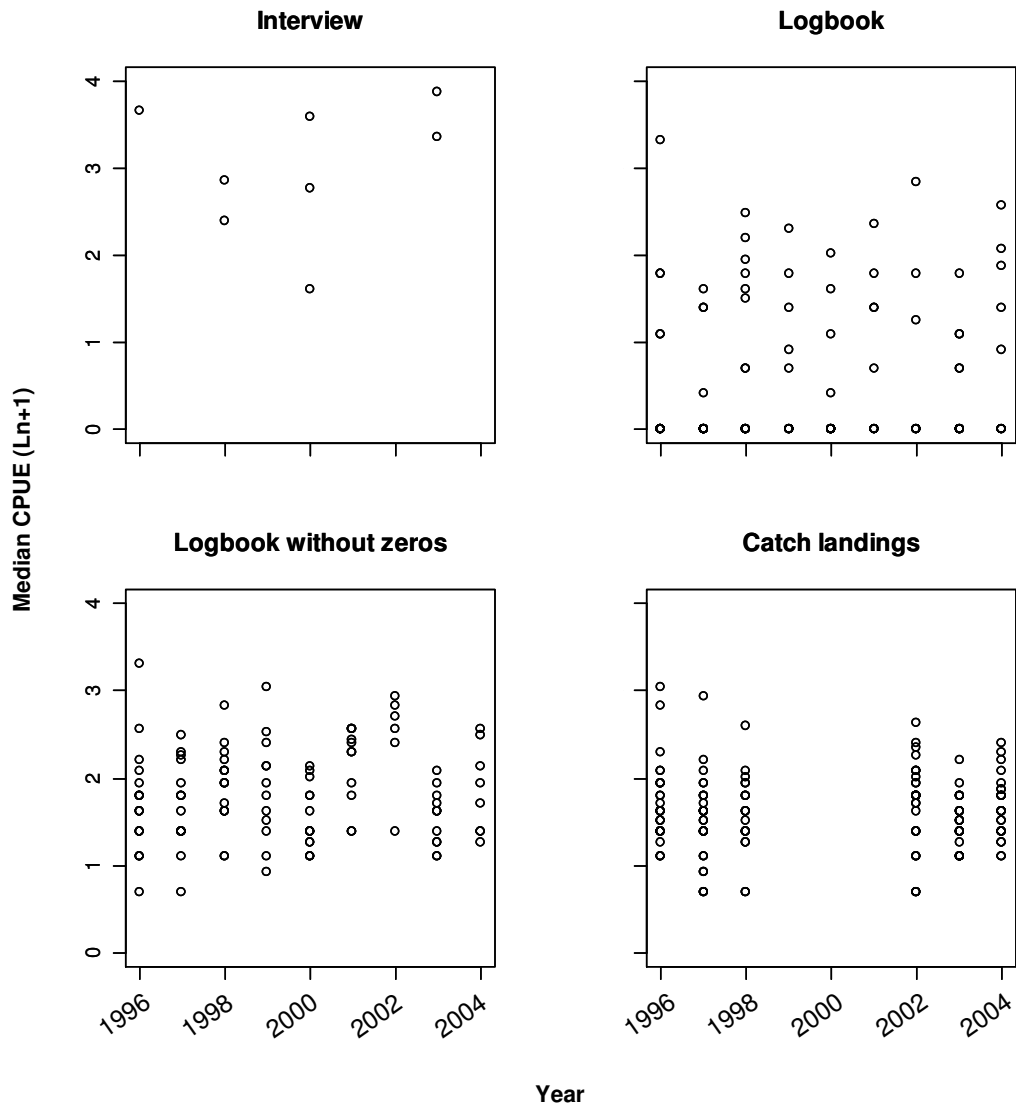 Interview
Logbook
4
3
2
1
0
Median CPUE (Ln+1)
Logbook without zeros
Catch landings
4
3
2
1
0
1996 1998 2000 2002 2004
1996 1998 2000 2002 2004
Year